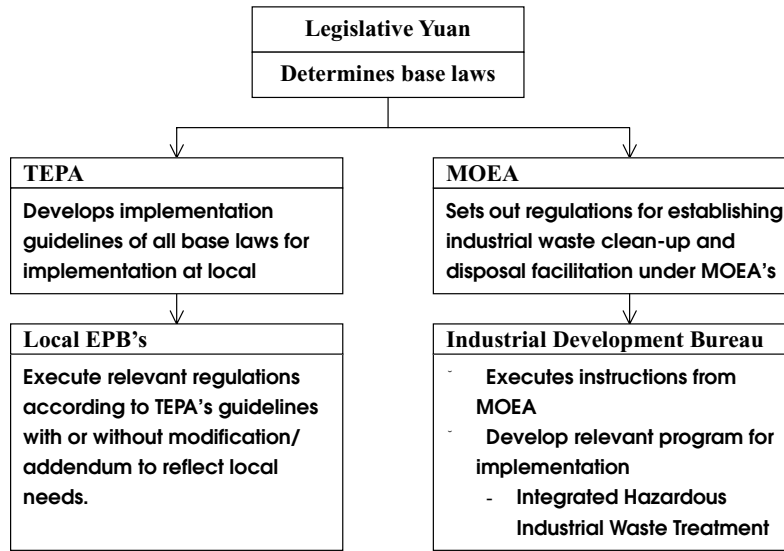 Legislative Yuan
Determines base laws
TEPA
Develops implementation
guidelines of all base laws for
implementation at local
MOEA
Sets out regulations for establishing
industrial waste clean-up and
disposal facilitation under MOEA's
Local EPB's
Execute relevant regulations
according to TEPA's guidelines
with or without modification/
addendum to reflect local
needs.
Industrial Development Bureau
- Executes instructions from
MOEA
- Develop relevant program for
implementation
- Integrated Hazardous
Industrial Waste Treatment